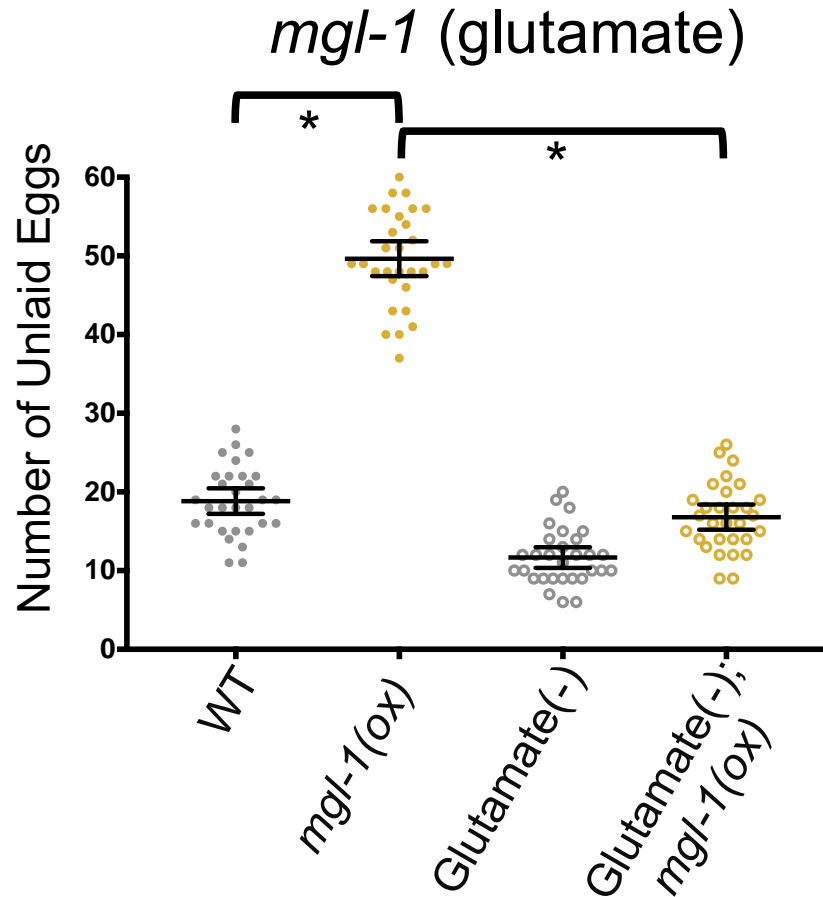 mgl-1 (glutamate)
*
*
Number of Unlaid Eggs
60
50
40
30
20
10
0
WT
mgl-1(ox)
Glutamate(-)
Glutamate(-);
mgl-1(ox)